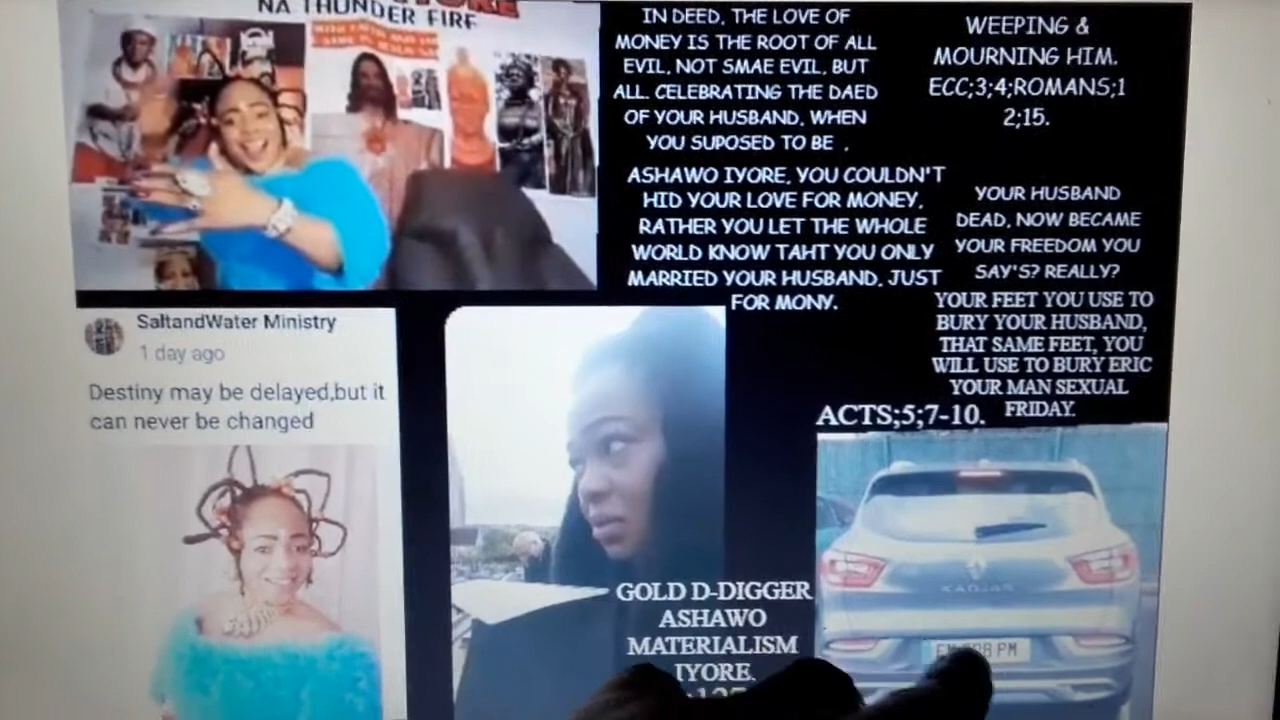 NA THUNDER FIRE
IN DEED, THE LOVE OF
MONEY IS THE ROOT OF ALL
EVIL, NOT SMAE EVIL, BUT
ALL. CELEBRATING THE DAED
OF YOUR HUSBAND, WHEN
YOU SUPOSED TO BE .
WEEPING &
MOURNING HIM.
ECC;3;4;ROMANS;1
2;15.
ASHAWO IYORE, YOU COULDN'T
HID YOUR LOVE FOR MONEY,
RATHER YOU LET THE WHOLE
WORLD KNOW TAHT YOU ONLY
MARRIED YOUR HUSBAND, JUST
FOR MONY.
YOUR HUSBAND
DEAD, NOW BECAME
YOUR FREEDOM YOU
SAY'S? REALLY?
YOUR FEET YOU USE TO
BURY YOUR HUSBAND,
THAT SAME FEET, YOU
WILL USE TO BURY ERIC
YOUR MAN SEXUAL
FRIDAY.
ACTS;5;7-10.
SaltandWater Ministry
1 day ago
Destiny may be delayed,but it
can never be changed
GOLD D-DIGGER
ASHAWO
MATERIALISM
IYORE.
KADJAR
PM